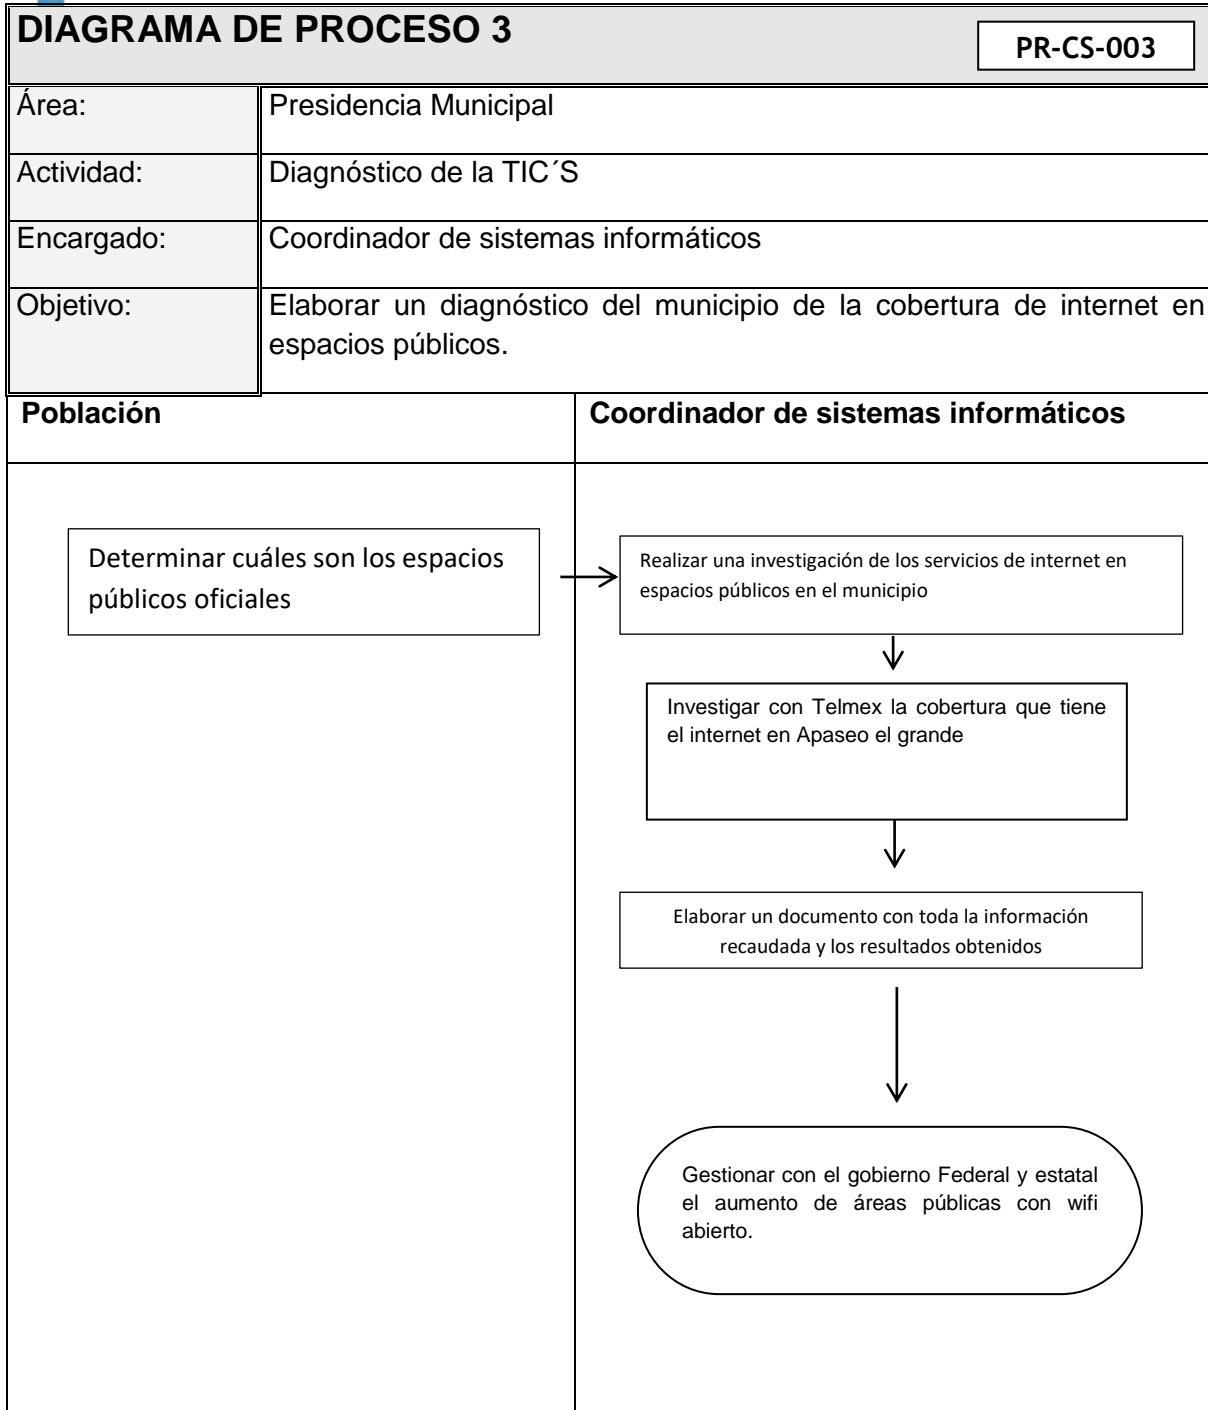 DIAGRAMA DE PROCESO 3
PR-CS-003
Área:
Presidencia Municipal
Actividad:
Diagnóstico de la TIC´S
Encargado:
Coordinador de sistemas informáticos
Objetivo:
Elaborar un diagnóstico del municipio de la cobertura de internet en
espacios públicos.
Población
Coordinador de sistemas informáticos
Determinar cuáles son los espacios
públicos oficiales
Realizar una investigación de los servicios de internet en
espacios públicos en el municipio
Investigar con Telmex la cobertura que tiene
el internet en Apaseo el grande
Elaborar un documento con toda la información
recaudada y los resultados obtenidos
Gestionar con el gobierno Federal y estatal
el aumento de áreas públicas con wifi
abierto.